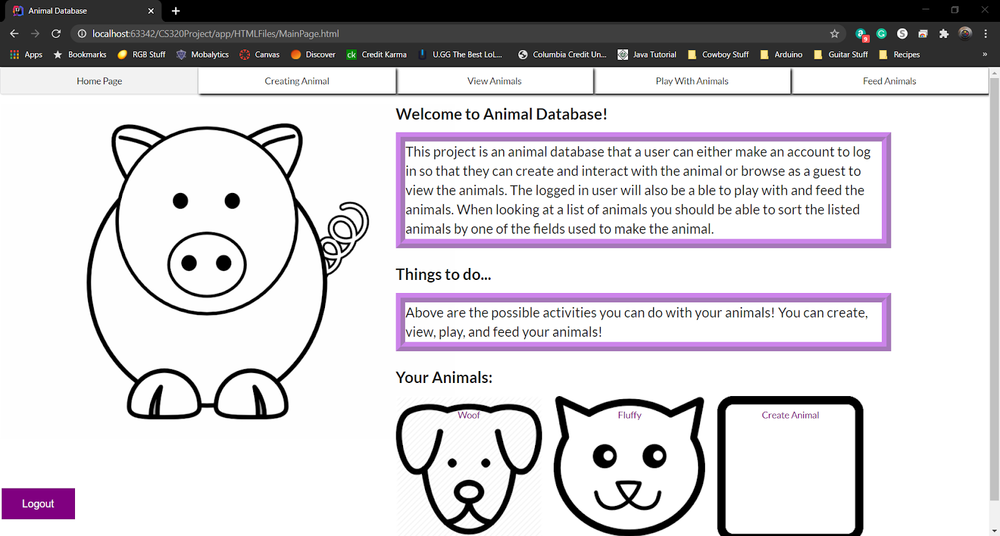 Animal Database
localhost:63342/CS320Project/app/HTMLFiles/MainPage.html
a
9
G
S
Apps
Bookmarks
RGB Stuff
Mobalytics
Canvas
Discover
ck
Credit Karma
U.GG The Best LoL...
Columbia Credit Un...
Java Tutorial
Cowboy Stuff
Arduino
Guitar Stuff
Recipes
»
Home Page
Creating Animal
View Animals
Play With Animals
Feed Animals
Welcome to Animal Database!
This project is an animal database that a user can either make an account to log
in so that they can create and interact with the animal or browse as a guest to
view the animals. The logged in user will also be a ble to play with and feed the
animals. When looking at a list of animals you should be able to sort the listed
animals by one of the fields used to make the animal.
Things to do...
Above are the possible activities you can do with your animals! You can create,
view, play, and feed your animals!
Your Animals:
Woof
Fluffy
Create Animal
Logout